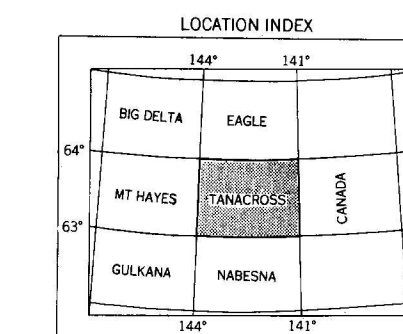 LOCATION INDEX
144° 141°
BIG DELTA EAGLE
64°
MT HAYES TANACROSS CANADA
63°
GULKANA NABESNA
144° 141°